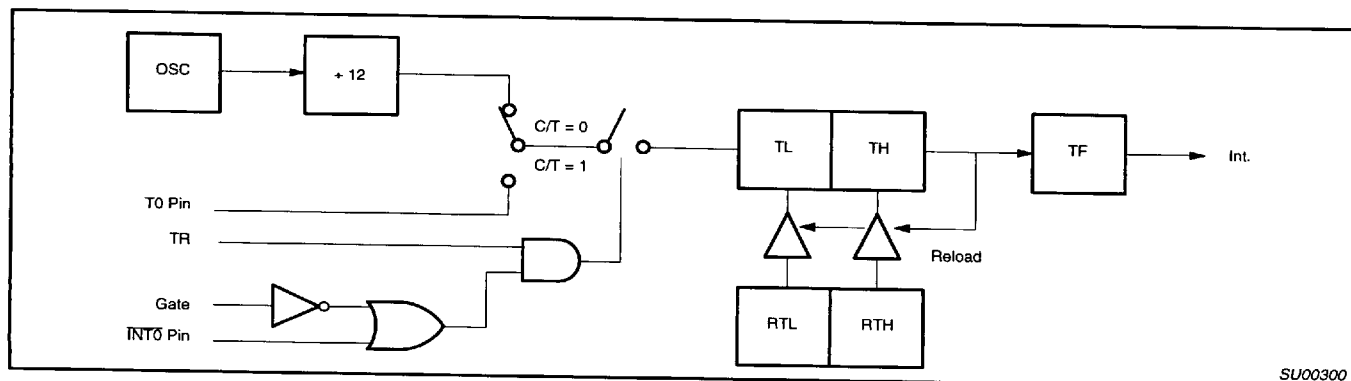 OSC
+ 12
C/T = 0
C/T = 1
TL
TH
TF
Int.
T0 Pin
TR
Reload
Gate
INT0 Pin
RTL
RTH
SU00300